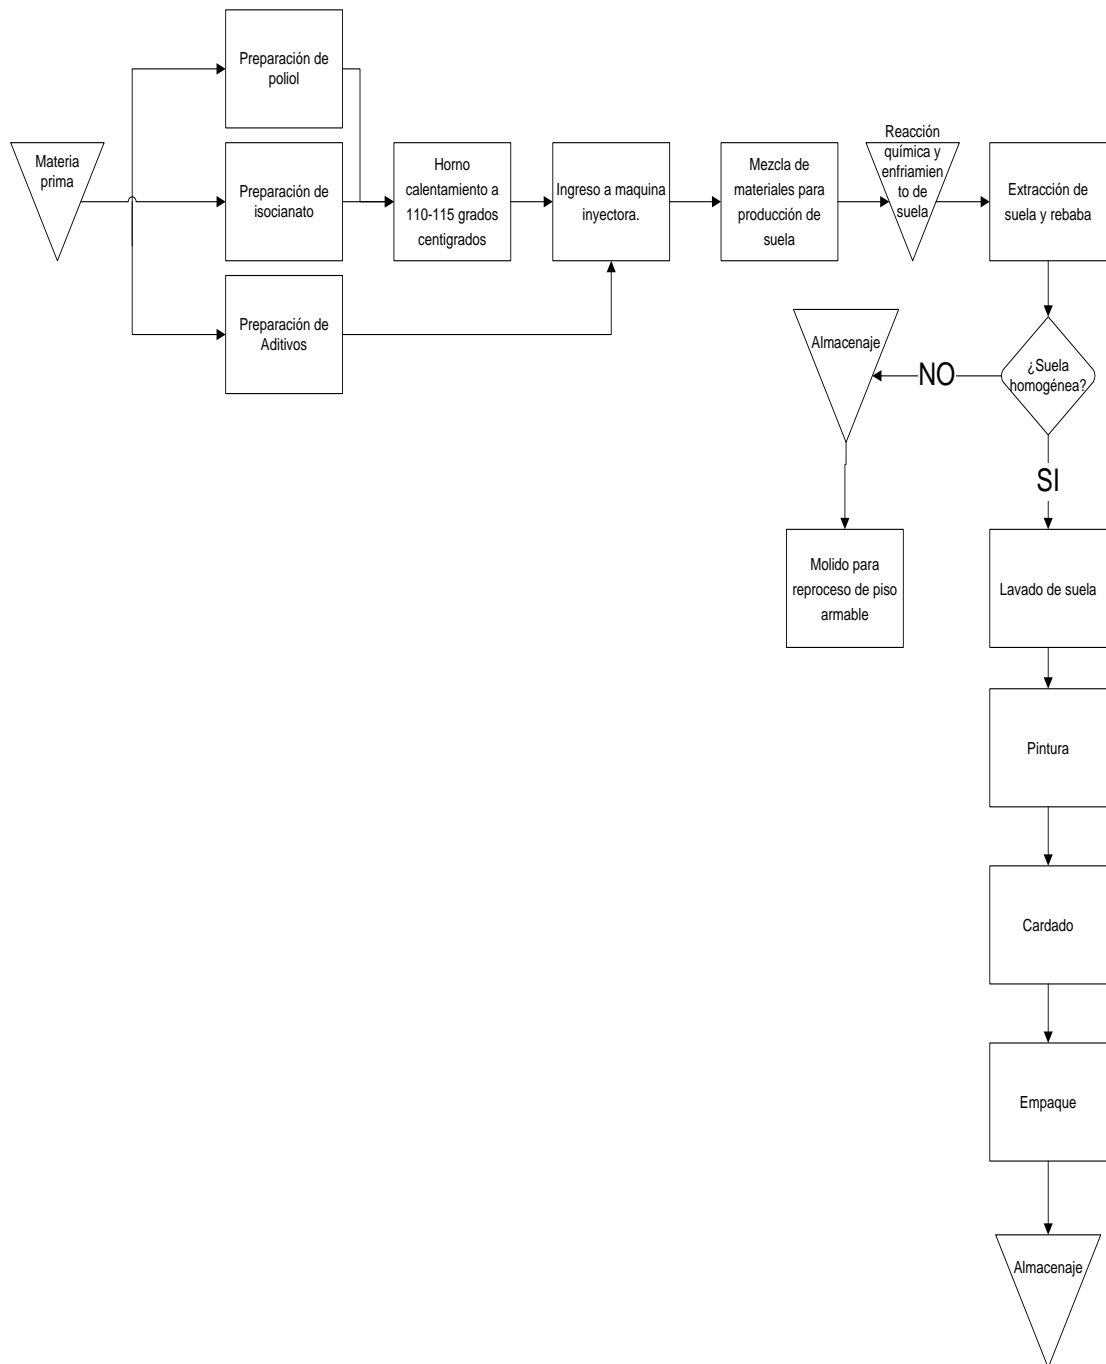 Preparación de
poliol
Materia
prima
Preparación de
isocianato
Preparación de
Aditivos
Horno
calentamiento a
110-115 grados
centigrados
Ingreso a maquina
inyectora.
Mezcla de
materiales para
producción de
suela
Reacción
química y
enfriamie
nto de
suela
Extracción de
suela y rebaba
¿Suela
homogénea?
NO
Almacenaje
Molido para
reproceso de piso
armable
SI
Lavado de suela
Pintura
Cardado
Empaque
Almacenaje